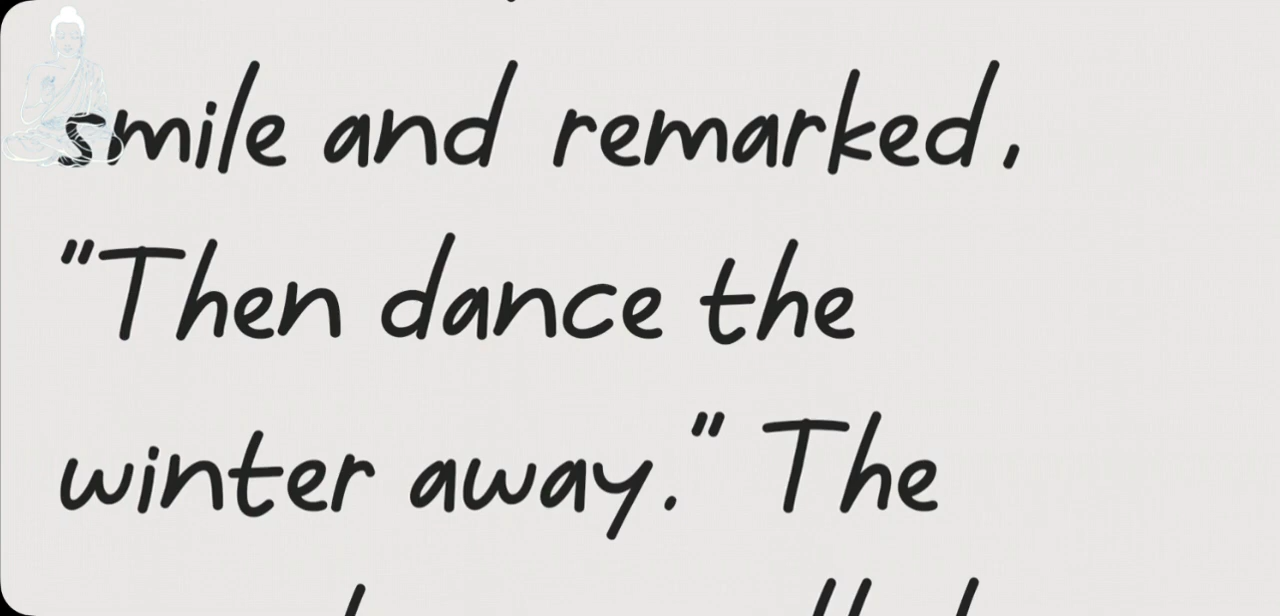 smile and remarked,
"Then dance the
winter away." The